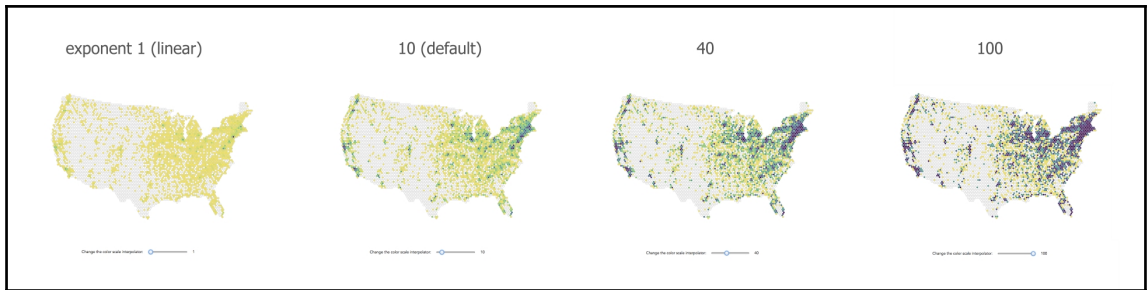 exponent 1 (linear)
10 (default)
40
100
Change the color scale interpolator:
1
Change the color scale interpolator:
10
Change the color scale interpolator:
40
Change the color scale interpolator:
100